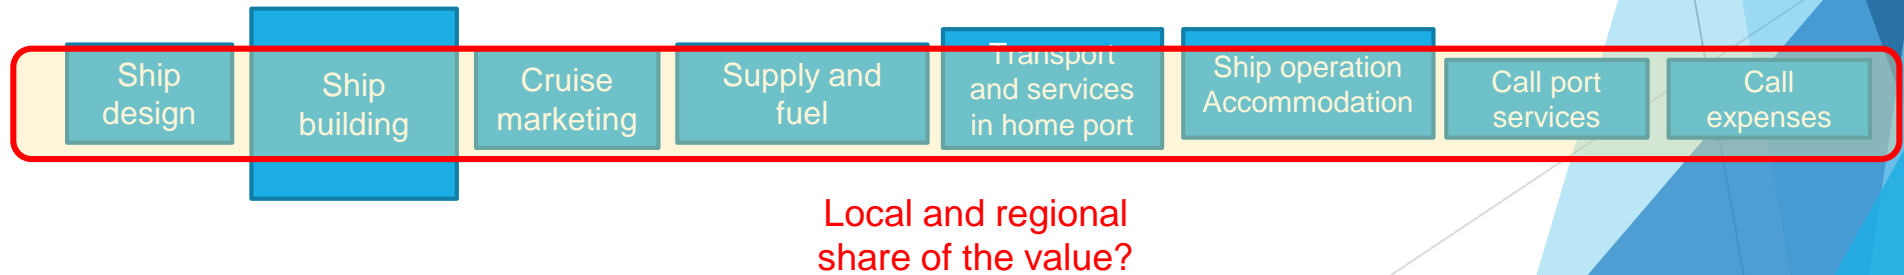 Ship
design
Ship
building
Cruise
marketing
Supply and
fuel
Transport
and services
in home port
Ship operation
Accommodation
Call port
services
Call
expenses
Local and regional
share of the value?